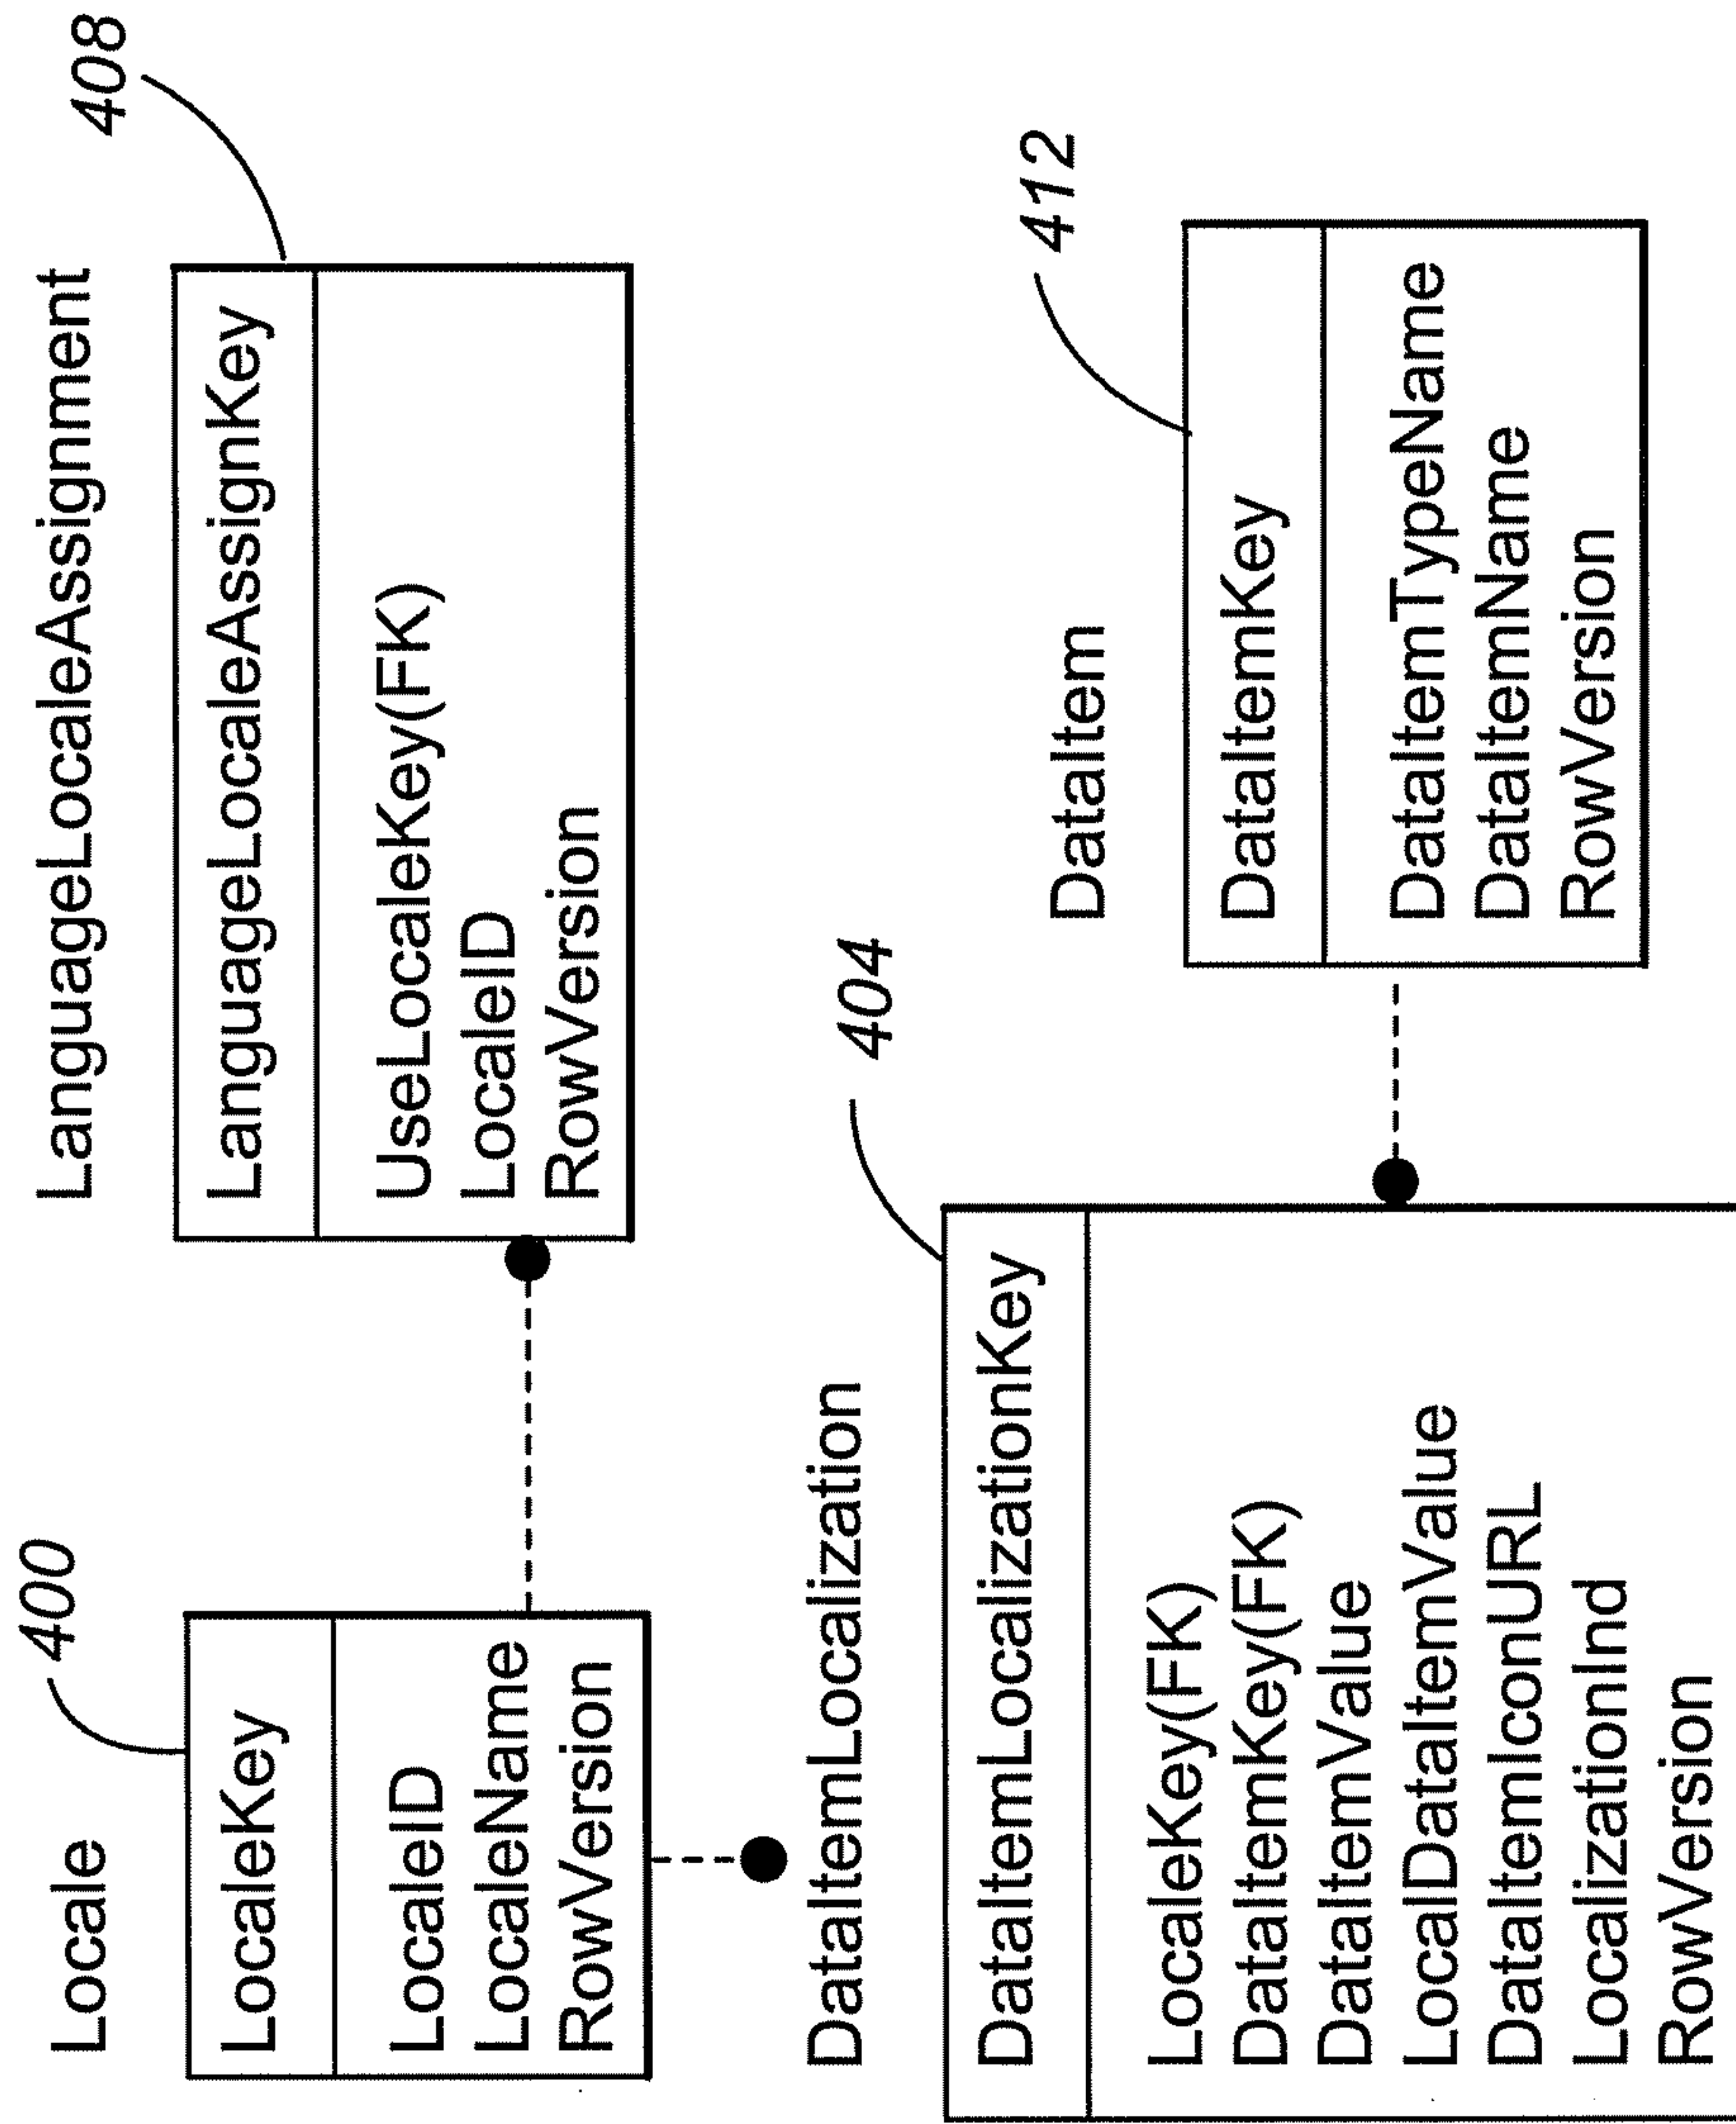 Locale
400
LocaleKey
LocaleID
LocaleName
RowVersion
LanguageLocaleAssignment
408
LanguageLocaleAssignKey
UseLocaleKey(FK)
LocaleID
RowVersion
DataItemLocalization
404
DataItemLocalizationKey
LocaleKey(FK)
DataItemKey(FK)
DataItemValue
LocalDataItemValue
DataItemIconURL
LocalizationInd
RowVersion
DataItem
412
DataItemKey
DataItemTypeName
DataItemName
RowVersion